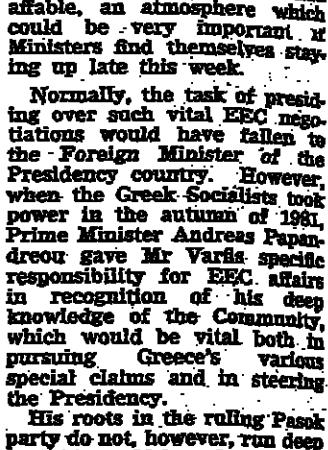 affable, an atmosphere which
could be very important if
Ministers find themselves stay-
ing up late this week.
Normally, the task of presid-
ing over such vital EEC nego-
tiations would have fallen to
the Foreign Minister of the
Presidency country. However,
when the Greek Socialists took
power in the autumn of 1981,
Prime Minister Andreas Papan-
dreou gave Mr Varfis specific
responsibility for EEC affairs
in recognition of his deep
knowledge of the Community,
which would be vital both in
pursuing Greece's various
special claims and in steering
the Presidency.
His roots in the ruling Pasok
party do not, however, run deep